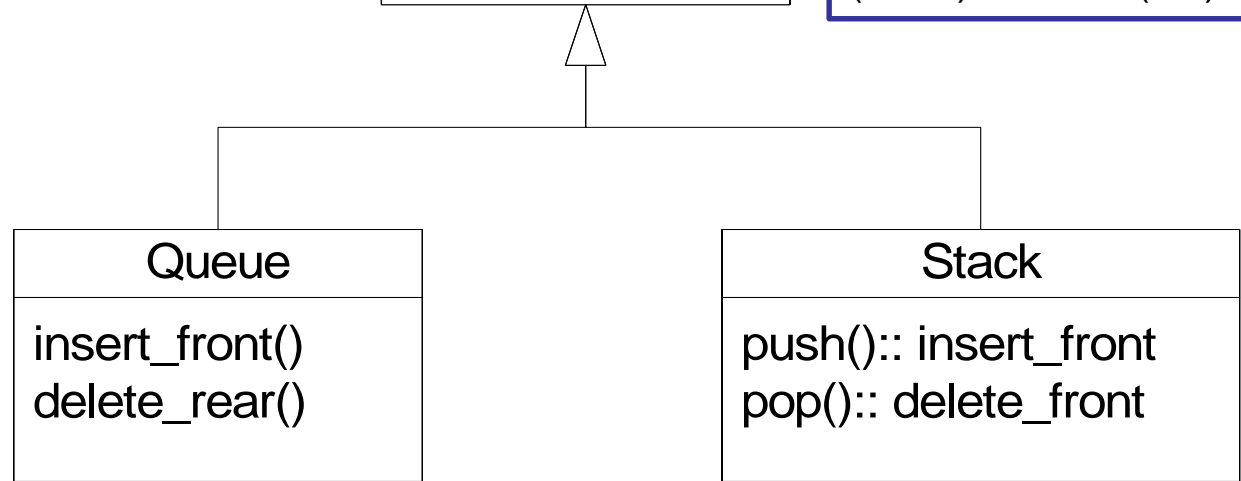 Queue
insert_front()
delete_rear()
Stack
push():: insert_front
pop():: delete_front